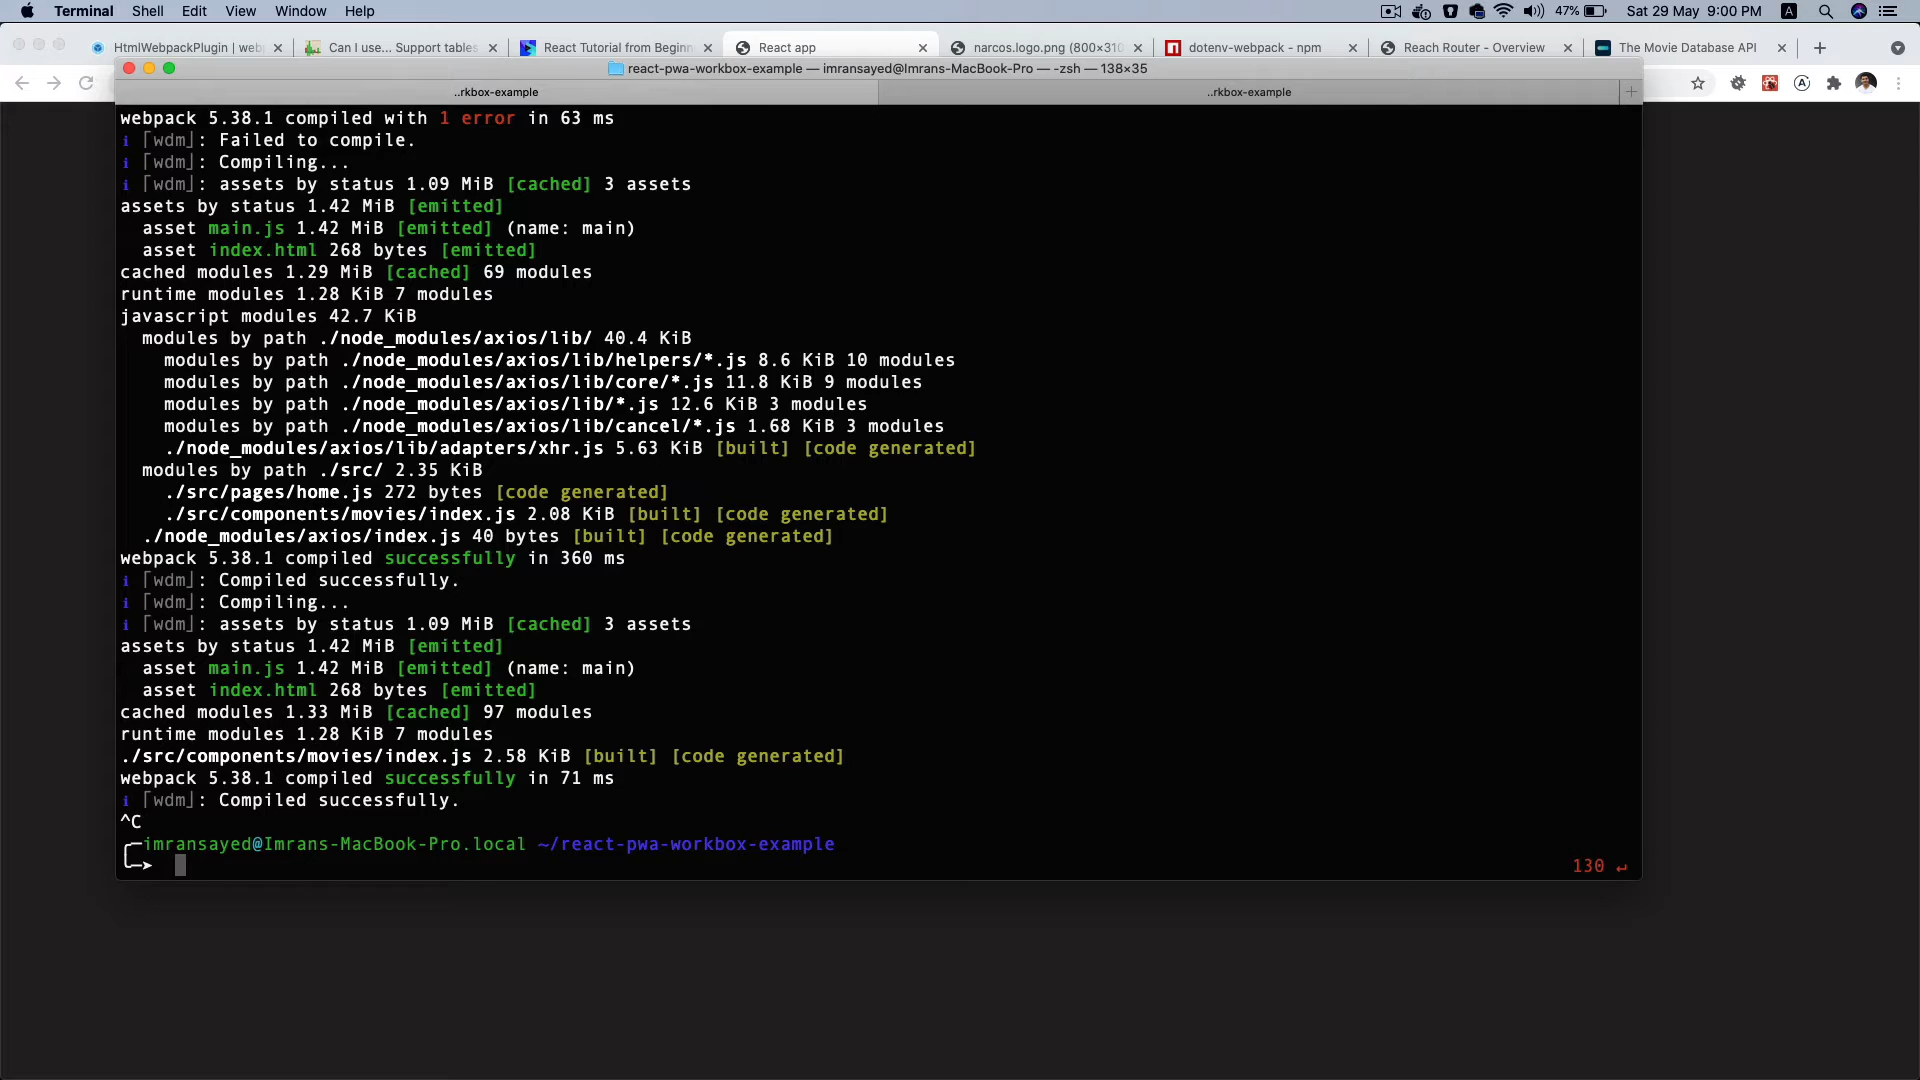 Terminal Shell Edit View Window Help 47% Sat 29 May 9:00 PM A
HtmlWebpackPlugin | web Can I use... Support tables React Tutorial from Beginn React app narcos.logo.png (800×310 dotenv-webpack - npm Reach Router - Overview The Movie Database API
react-pwa-workbox-example — imransayed@Imrans-MacBook-Pro — -zsh — 138×35
..rkbox-example ..rkbox-example
webpack 5.38.1 compiled with 1 error in 63 ms
i ｢wdm｣: Failed to compile.
i ｢wdm｣: Compiling...
i ｢wdm｣: assets by status 1.09 MiB [cached] 3 assets
assets by status 1.42 MiB [emitted]
asset main.js 1.42 MiB [emitted] (name: main)
asset index.html 268 bytes [emitted]
cached modules 1.29 MiB [cached] 69 modules
runtime modules 1.28 KiB 7 modules
javascript modules 42.7 KiB
modules by path ./node_modules/axios/lib/ 40.4 KiB
modules by path ./node_modules/axios/lib/helpers/*.js 8.6 KiB 10 modules
modules by path ./node_modules/axios/lib/core/*.js 11.8 KiB 9 modules
modules by path ./node_modules/axios/lib/*.js 12.6 KiB 3 modules
modules by path ./node_modules/axios/lib/cancel/*.js 1.68 KiB 3 modules
./node_modules/axios/lib/adapters/xhr.js 5.63 KiB [built] [code generated]
modules by path ./src/ 2.35 KiB
./src/pages/home.js 272 bytes [code generated]
./src/components/movies/index.js 2.08 KiB [built] [code generated]
./node_modules/axios/index.js 40 bytes [built] [code generated]
webpack 5.38.1 compiled successfully in 360 ms
i ｢wdm｣: Compiled successfully.
i ｢wdm｣: Compiling...
i ｢wdm｣: assets by status 1.09 MiB [cached] 3 assets
assets by status 1.42 MiB [emitted]
asset main.js 1.42 MiB [emitted] (name: main)
asset index.html 268 bytes [emitted]
cached modules 1.33 MiB [cached] 97 modules
runtime modules 1.28 KiB 7 modules
./src/components/movies/index.js 2.58 KiB [built] [code generated]
webpack 5.38.1 compiled successfully in 71 ms
i ｢wdm｣: Compiled successfully.
^C
╭─imransayed@Imrans-MacBook-Pro.local ~/react-pwa-workbox-example
╰─➤ 130 ↵